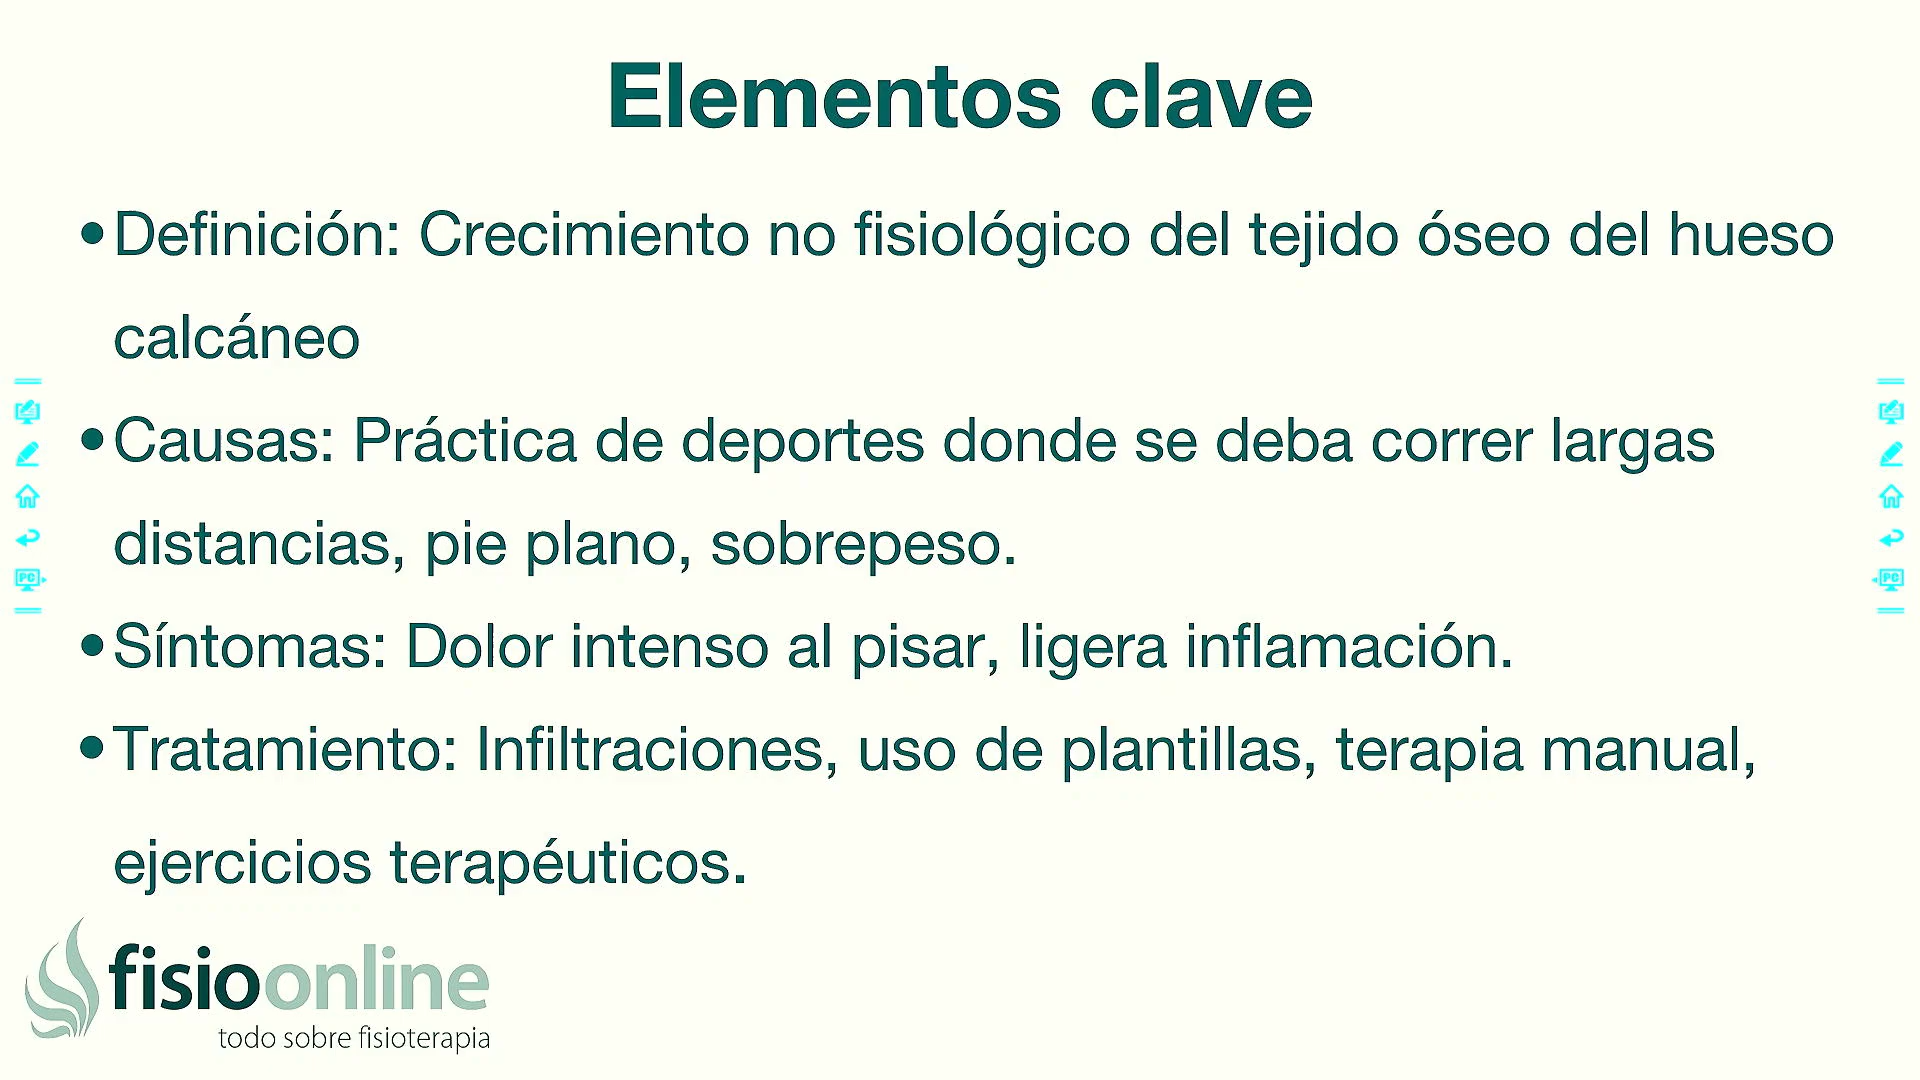 Elementos clave
•Definición: Crecimiento no fisiológico del tejido óseo del hueso
calcáneo
•Causas: Práctica de deportes donde se deba correr largas
distancias, pie plano, sobrepeso.
•Síntomas: Dolor intenso al pisar, ligera inflamación.
•Tratamiento: Infiltraciones, uso de plantillas, terapia manual,
ejercicios terapéuticos.
PC
PC
fisioonline
todo sobre fisioterapia